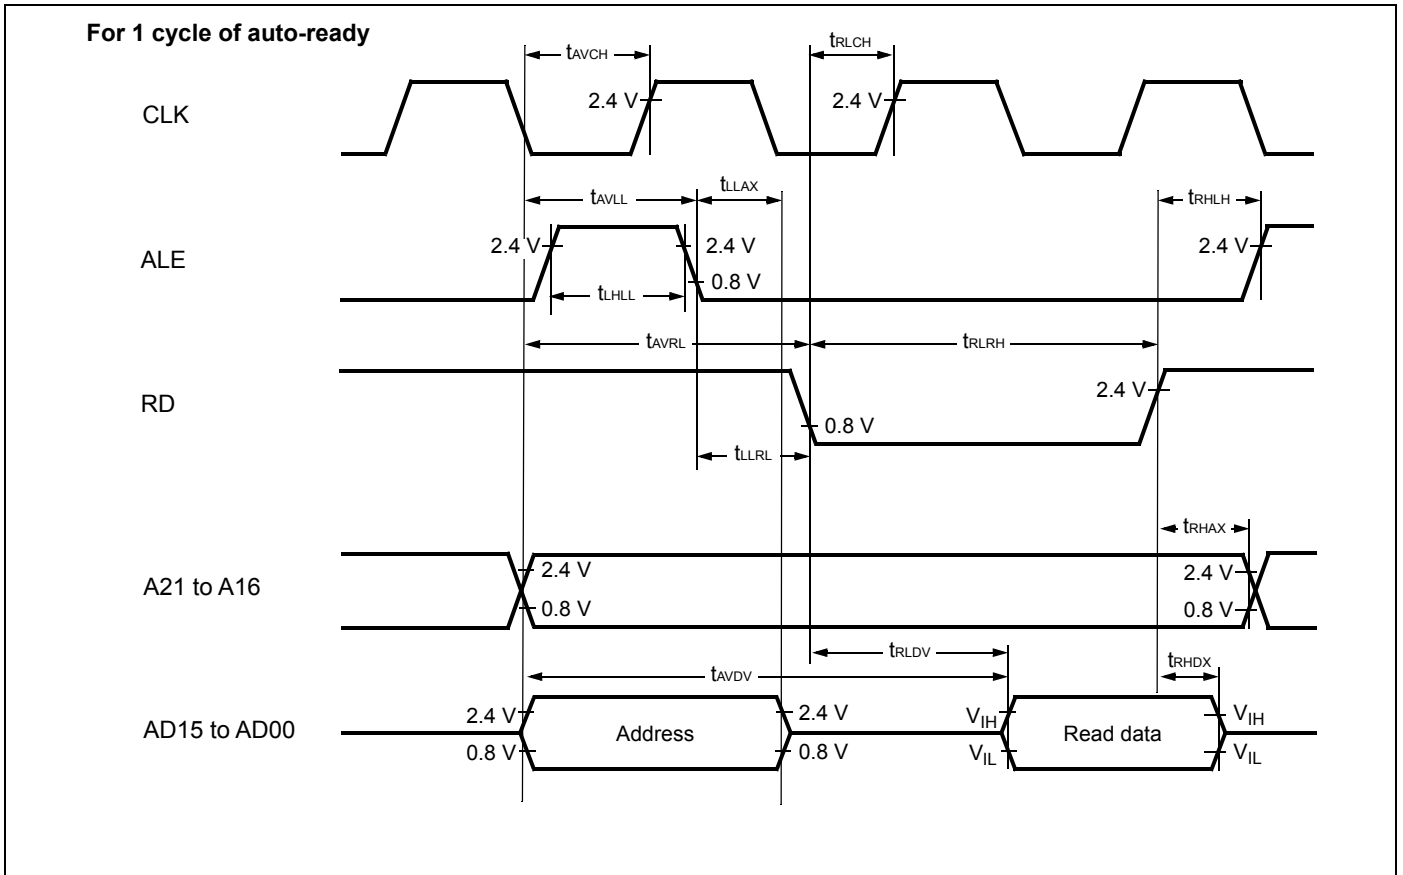 For 1 cycle of auto-ready
tAVCH
tRLCH
CLK
2.4 V
2.4 V
tAVLL
tLLAX
tRHLH
ALE
2.4 V
2.4 V
2.4 V
0.8 V
tLHLL
tAVRL
tRLRH
RD
2.4 V
0.8 V
tLLRL
tRHAX
A21 to A16
2.4 V
2.4 V
0.8 V
0.8 V
tRLDV
tAVDV
tRHDX
AD15 to AD00
2.4 V
Address
2.4 V
VIH
Read data
VIH
0.8 V
0.8 V
VIL
VIL